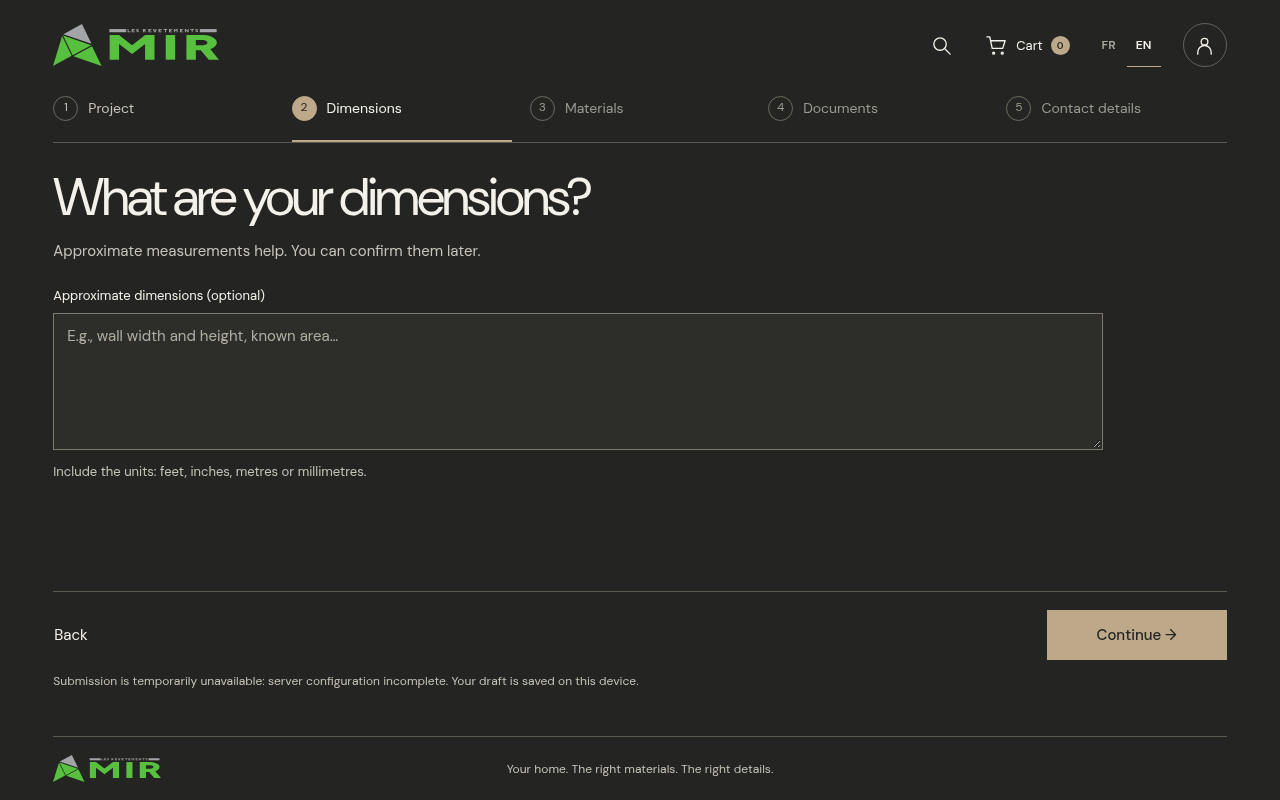 LES REVÊTEMENTS
MIR
Cart 0
FR EN
1 Project
2 Dimensions
3 Materials
4 Documents
5 Contact details
What are your dimensions?
Approximate measurements help. You can confirm them later.
Approximate dimensions (optional)
E.g., wall width and height, known area…
Include the units: feet, inches, metres or millimetres.
Back
Continue →
Submission is temporarily unavailable: server configuration incomplete. Your draft is saved on this device.
LES REVÊTEMENTS
MIR
Your home. The right materials. The right details.